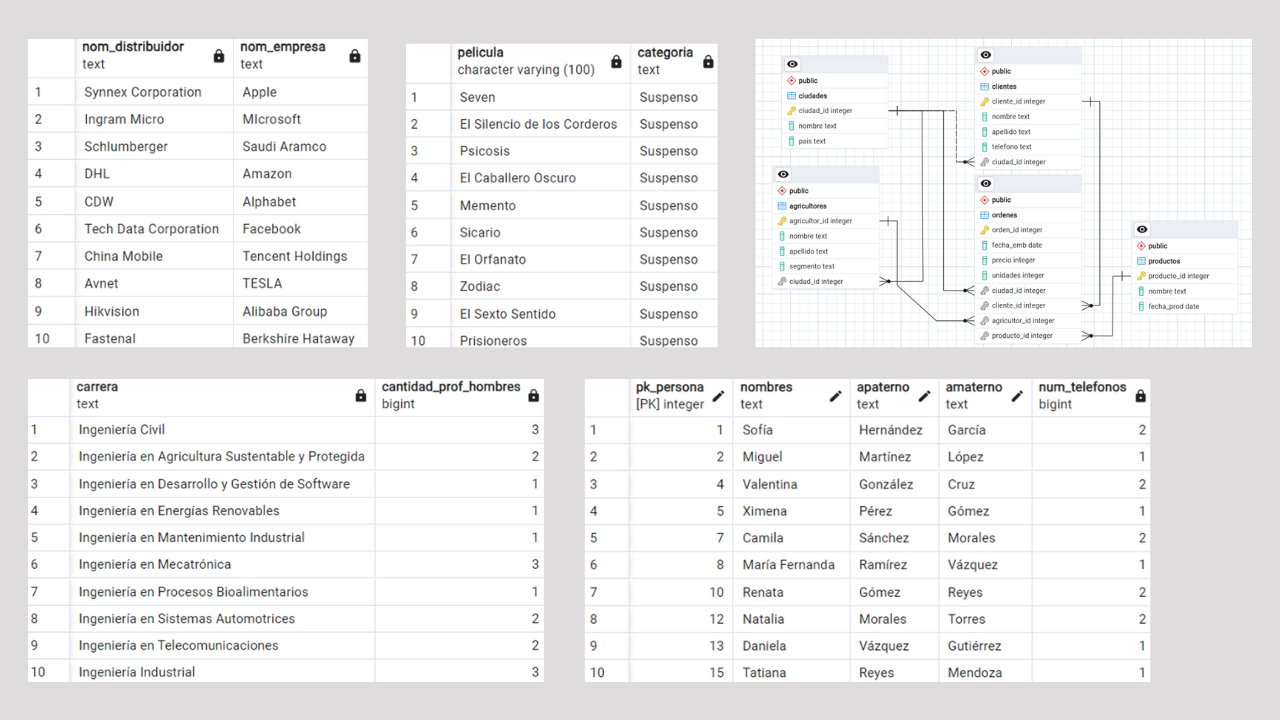 nom_distribuidor nom_empresa
text text
1 Synnex Corporation Apple
2 Ingram Micro MIcrosoft
3 Schlumberger Saudi Aramco
4 DHL Amazon
5 CDW Alphabet
6 Tech Data Corporation Facebook
7 China Mobile Tencent Holdings
8 Avnet TESLA
9 Hikvision Alibaba Group
10 Fastenal Berkshire Hataway
pelicula categoria
character varying (100) text
1 Seven Suspenso
2 El Silencio de los Corderos Suspenso
3 Psicosis Suspenso
4 El Caballero Oscuro Suspenso
5 Memento Suspenso
6 Sicario Suspenso
7 El Orfanato Suspenso
8 Zodiac Suspenso
9 El Sexto Sentido Suspenso
10 Prisioneros Suspenso
public
ciudades
ciudad_id integer
nombre text
pais text
public
agricultores
agricultor_id integer
nombre text
apellido text
segmento text
ciudad_id integer
public
clientes
cliente_id integer
nombre text
apellido text
telefono text
ciudad_id integer
public
ordenes
orden_id integer
fecha_emb date
precio integer
unidades integer
ciudad_id integer
cliente_id integer
agricultor_id integer
producto_id integer
public
productos
producto_id integer
nombre text
fecha_prod date
carrera cantidad_prof_hombres
text bigint
1 Ingeniería Civil 3
2 Ingeniería en Agricultura Sustentable y Protegida 2
3 Ingeniería en Desarrollo y Gestión de Software 1
4 Ingeniería en Energías Renovables 1
5 Ingeniería en Mantenimiento Industrial 1
6 Ingeniería en Mecatrónica 3
7 Ingeniería en Procesos Bioalimentarios 1
8 Ingeniería en Sistemas Automotrices 2
9 Ingeniería en Telecomunicaciones 2
10 Ingeniería Industrial 3
pk_persona nombres apaterno amaterno num_telefonos
[PK] integer text text text bigint
1 1 Sofía Hernández García 2
2 2 Miguel Martínez López 1
3 4 Valentina González Cruz 2
4 5 Ximena Pérez Gómez 1
5 7 Camila Sánchez Morales 2
6 8 María Fernanda Ramírez Vázquez 1
7 10 Renata Gómez Reyes 2
8 12 Natalia Morales Torres 2
9 13 Daniela Vázquez Gutiérrez 1
10 15 Tatiana Reyes Mendoza 1